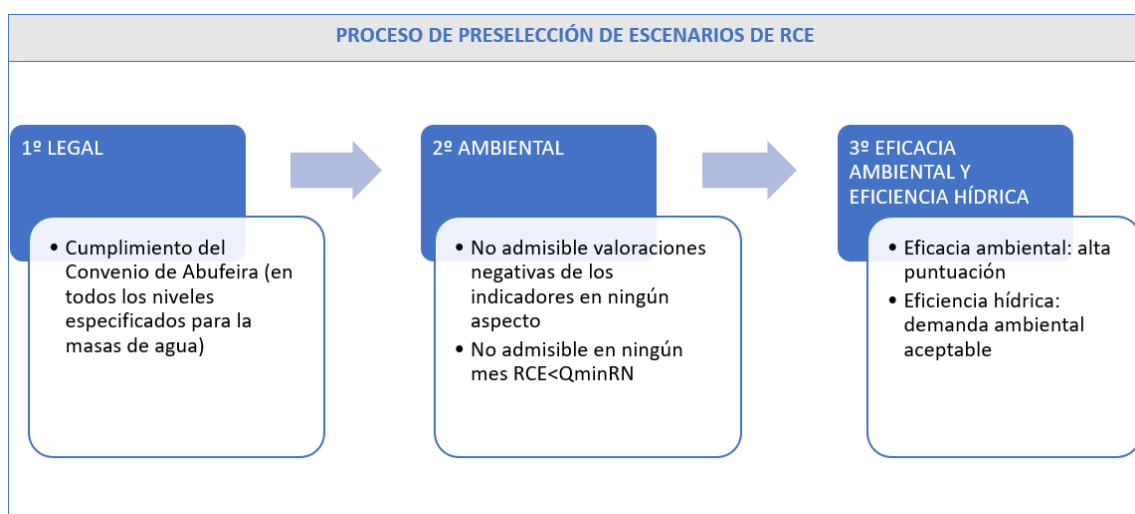 PROCESO DE PRESELECCIÓN DE ESCENARIOS DE RCE
1º LEGAL
• Cumplimiento del
Convenio de Abufeira (en
todos los niveles
especificados para la
masas de agua)
2º AMBIENTAL
• No admisible valoraciones
negativas de los
indicadores en ningún
aspecto
• No admisible en ningún
mes RCE<QminRN
3º EFICACIA
AMBIENTAL Y
EFICIENCIA HÍDRICA
• Eficacia ambiental: alta
puntuación
• Eficiencia hídrica:
demanda ambiental
aceptable